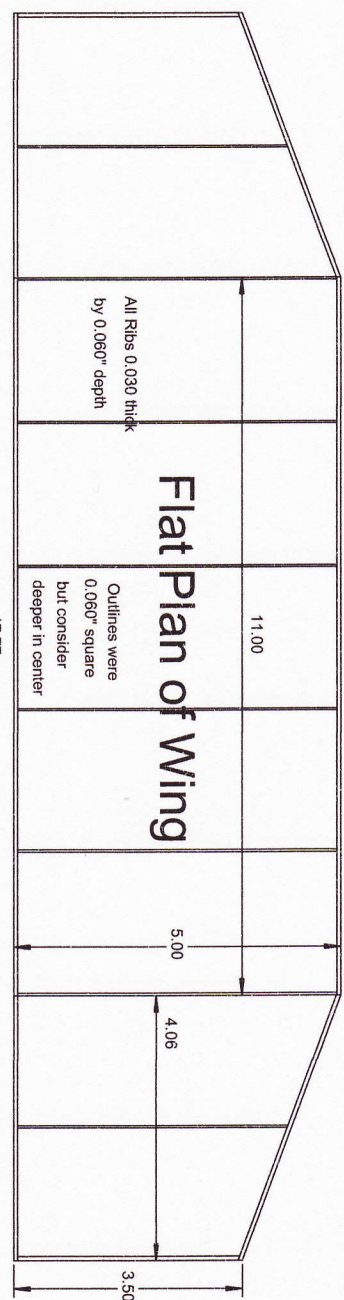 Flat Plan of Wing
All Ribs 0.030 thick
by 0.060" depth
Outlines were
0.060" square
but consider
deeper in center
11.00
5.00
4.06
3.50